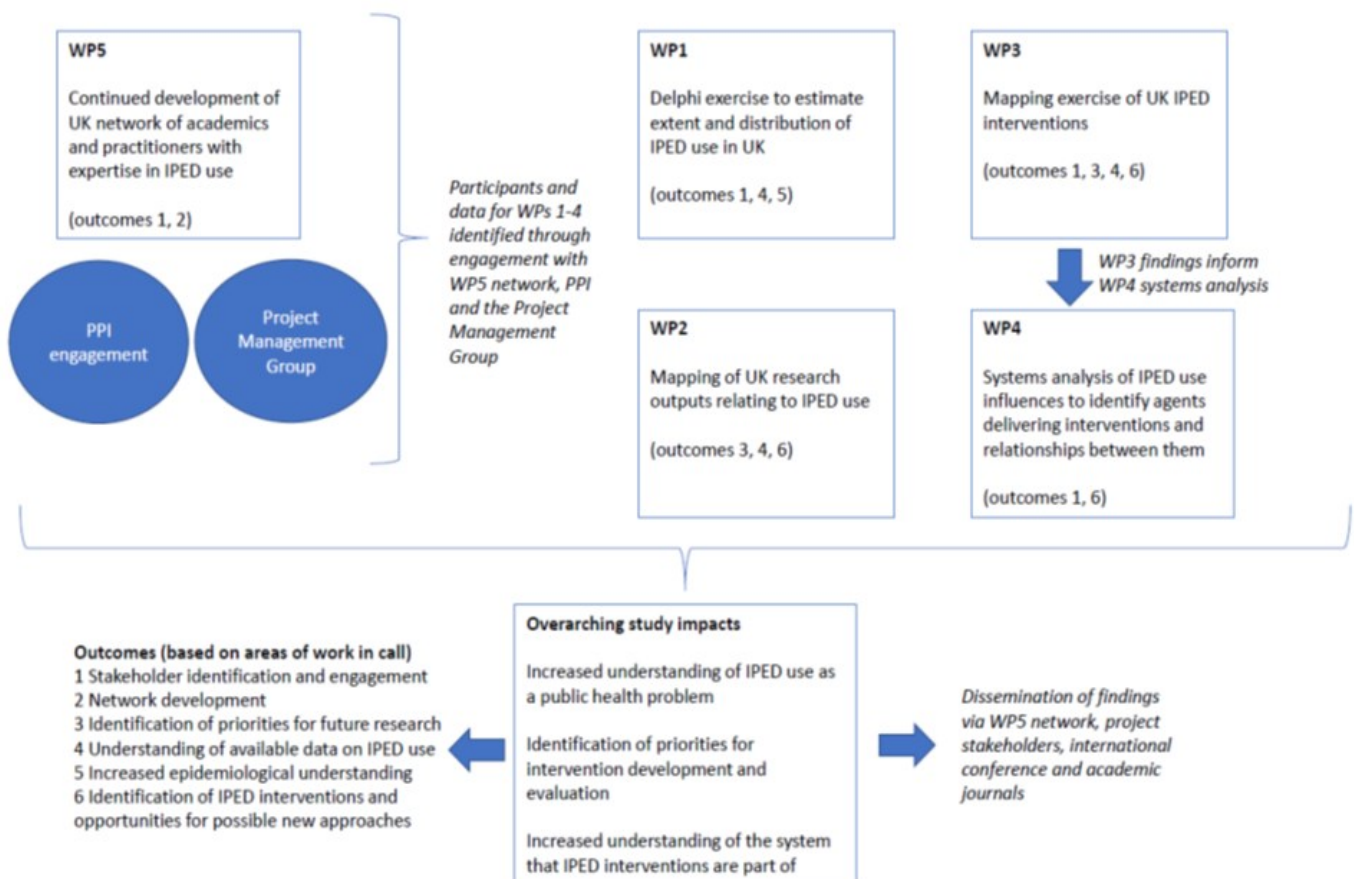 WP5
Continued development of
UK network of academics
and practitioners with
expertise in IPED use
(outcomes 1, 2)
PPI
engagement
Project
Management
Group
Participants and
data for WPs 1-4
identified through
engagement with
WP5 network, PPI
and the Project
Management
Group
WP1
Delphi exercise to estimate
extent and distribution of
IPED use in UK
(outcomes 1, 4, 5)
WP3
Mapping exercise of UK IPED
interventions
(outcomes 1, 3, 4, 6)
WP3 findings inform
WP4 systems analysis
WP2
Mapping of UK research
outputs relating to IPED use
(outcomes 3, 4, 6)
WP4
Systems analysis of IPED use
influences to identify agents
delivering interventions and
relationships between them
(outcomes 1, 6)
Outcomes (based on areas of work in call)
1 Stakeholder identification and engagement
2 Network development
3 Identification of priorities for future research
4 Understanding of available data on IPED use
5 Increased epidemiological understanding
6 Identification of IPED interventions and
opportunities for possible new approaches
Overarching study impacts
Increased understanding of IPED use as
a public health problem
Identification of priorities for
intervention development and
evaluation
Increased understanding of the system
that IPED interventions are part of
Dissemination of findings
via WP5 network, project
stakeholders, international
conference and academic
journals